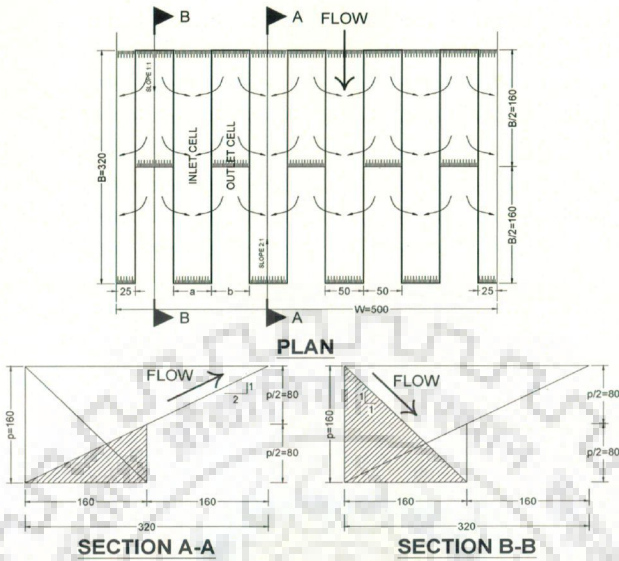 B
A
FLOW
SLOPE 1:1
B=320
B/2=160
INLET CELL
OUTLET CELL
B/2=160
SLOPE 2:1
25
a
b
50
50
25
W=500
B
A
PLAN
FLOW
1
2
p=160
p/2=80
p/2=80
160
160
320
SECTION A-A
FLOW
1
1
p=160
p/2=80
p/2=80
160
160
320
SECTION B-B